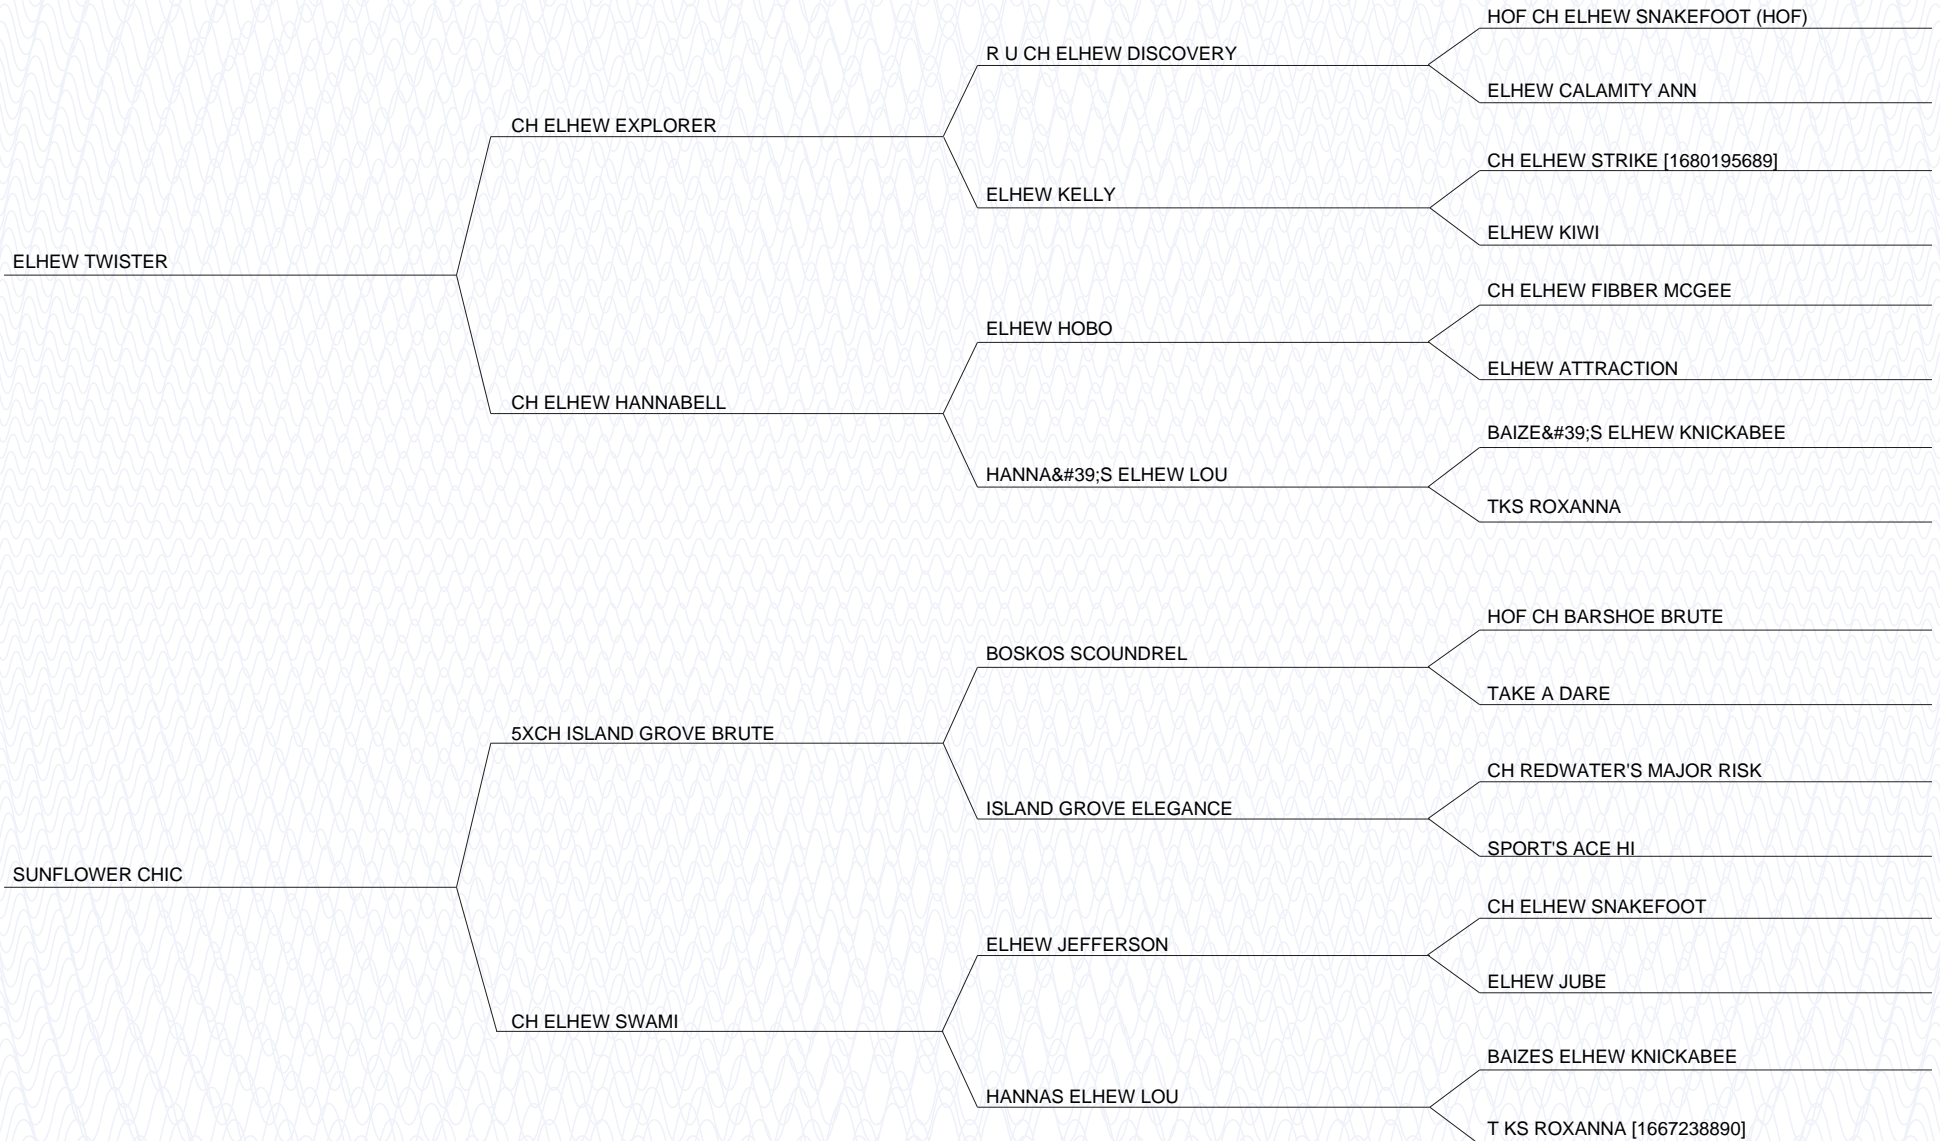 HOF CH ELHEW SNAKEFOOT (HOF)
R U CH ELHEW DISCOVERY
ELHEW CALAMITY ANN
CH ELHEW EXPLORER
CH ELHEW STRIKE [1680195689]
ELHEW KELLY
ELHEW KIWI
ELHEW TWISTER
CH ELHEW FIBBER MCGEE
ELHEW HOBO
ELHEW ATTRACTION
CH ELHEW HANNABELL
BAIZE&#39;S ELHEW KNICKABEE
HANNA&#39;S ELHEW LOU
TKS ROXANNA
HOF CH BARSHOE BRUTE
BOSKOS SCOUNDREL
TAKE A DARE
5XCH ISLAND GROVE BRUTE
CH REDWATER'S MAJOR RISK
ISLAND GROVE ELEGANCE
SPORT'S ACE HI
SUNFLOWER CHIC
CH ELHEW SNAKEFOOT
ELHEW JEFFERSON
ELHEW JUBE
CH ELHEW SWAMI
BAIZES ELHEW KNICKABEE
HANNAS ELHEW LOU
T KS ROXANNA [1667238890]